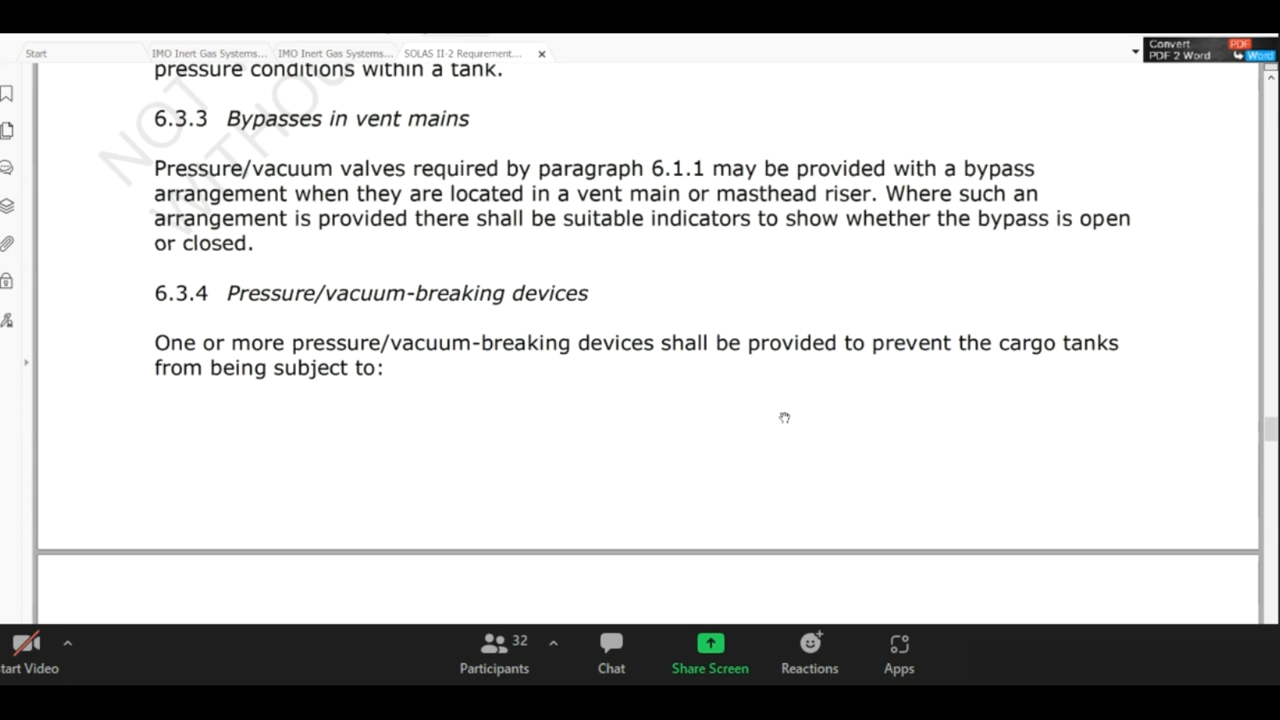 Start
IMO Inert Gas Systems...
IMO Inert Gas Systems...
SOLAS II-2 Requirement...
Convert PDF
PDF 2 Word Word
pressure conditions within a tank.
6.3.3 Bypasses in vent mains
Pressure/vacuum valves required by paragraph 6.1.1 may be provided with a bypass
arrangement when they are located in a vent main or masthead riser. Where such an
arrangement is provided there shall be suitable indicators to show whether the bypass is open
or closed.
6.3.4 Pressure/vacuum-breaking devices
One or more pressure/vacuum-breaking devices shall be provided to prevent the cargo tanks
from being subject to:
NOT
WITHOU
tart Video
32
Participants
Chat
Share Screen
Reactions
Apps